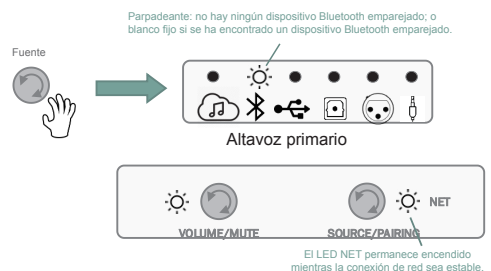 Parpadeante: no hay ningún dispositivo Bluetooth emparejado; o
blanco fijo si se ha encontrado un dispositivo Bluetooth emparejado.
Fuente
Altavoz primario
NET
VOLUME/MUTE
SOURCE/PAIRING
El LED NET permanece encendido
mientras la conexión de red sea estable.